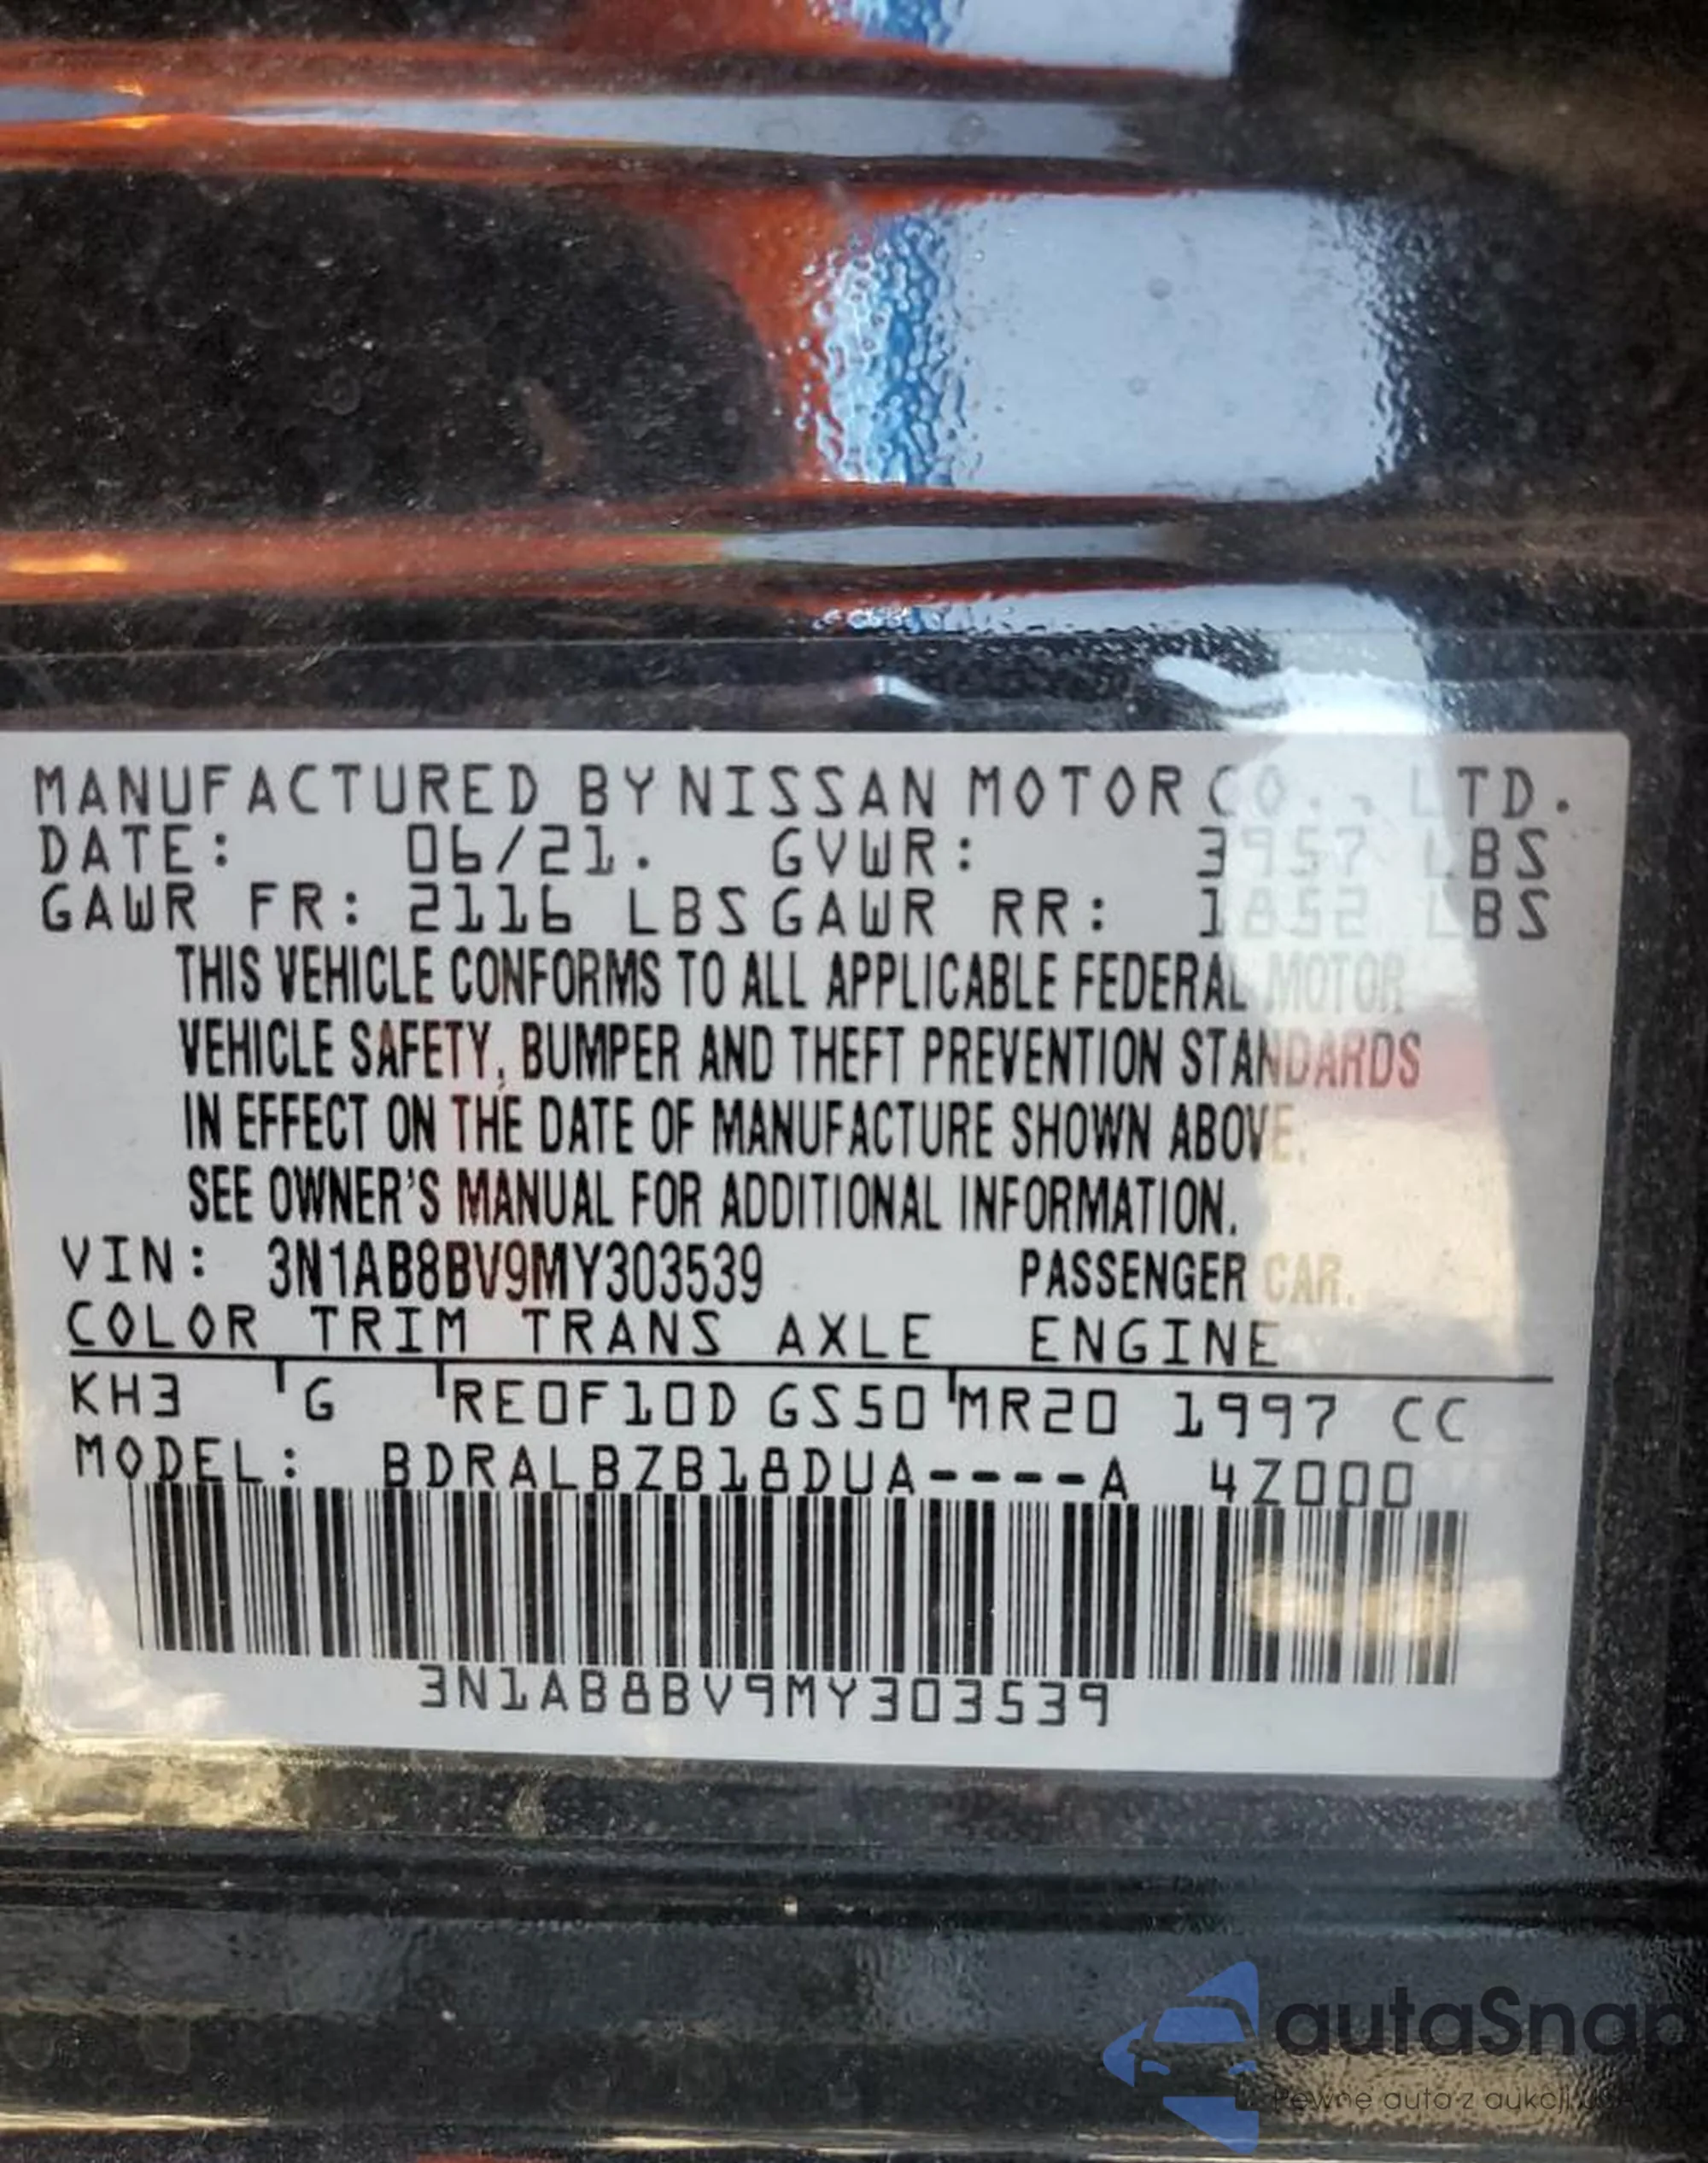 MANUFACTURED BY NISSAN MOTOR CO., LTD.
DATE: 06/21. GVWR: 3957 LBS
GAWR FR: 2116 LBS GAWR RR: 1852 LBS
THIS VEHICLE CONFORMS TO ALL APPLICABLE FEDERAL MOTOR
VEHICLE SAFETY, BUMPER AND THEFT PREVENTION STANDARDS
IN EFFECT ON THE DATE OF MANUFACTURE SHOWN ABOVE.
SEE OWNER'S MANUAL FOR ADDITIONAL INFORMATION.
VIN: 3N1AB8BV9MY303539 PASSENGER CAR.
COLOR TRIM TRANS AXLE ENGINE
KH3 G RE0F10D GS50 MR20 1997 CC
MODEL: BDRALBZB18DUA----A 4Z000
3N1AB8BV9MY303539
autaSnap
Pewne auta z aukcji